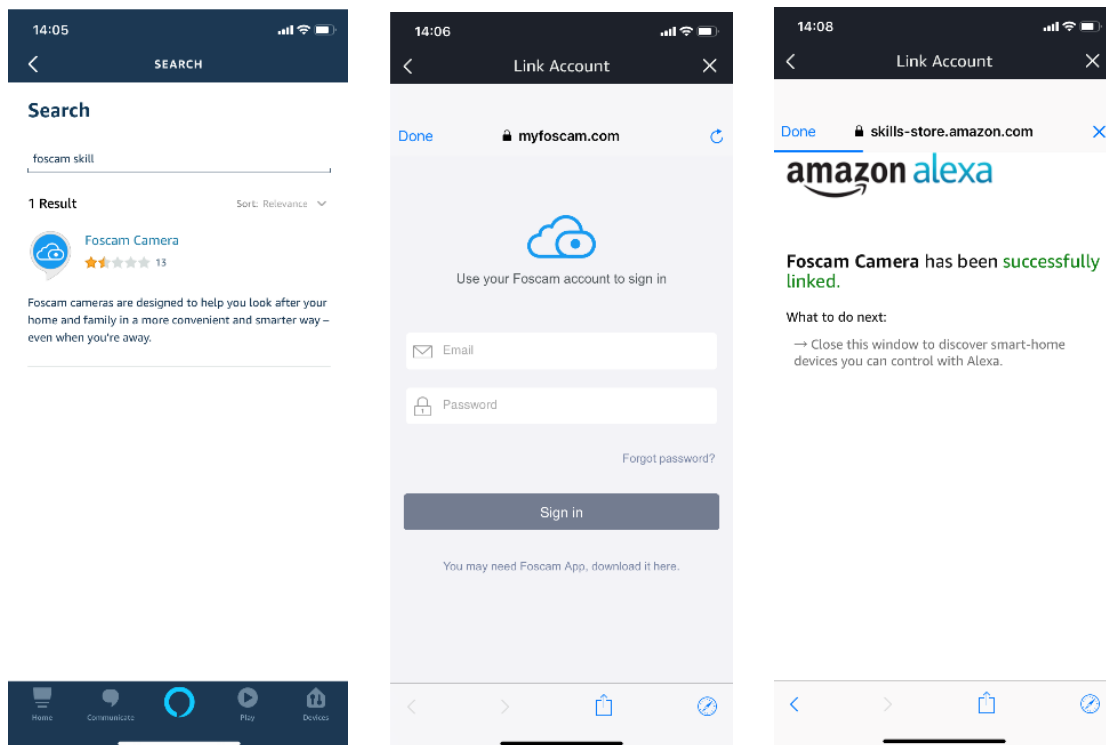 14:05
SEARCH
Search
foscam skill
1 Result
Sort: Relevance
Foscam Camera
13
Foscam cameras are designed to help you look after your
home and family in a more convenient and smarter way –
even when you're away.
Home
Communicate
Play
Devices
14:06
Link Account
Done
myfoscam.com
Use your Foscam account to sign in
Email
Password
Forgot password?
Sign in
You may need Foscam App, download it here.
14:08
Link Account
Done
skills-store.amazon.com
amazon alexa
Foscam Camera has been successfully
linked.
What to do next:
→ Close this window to discover smart-home
devices you can control with Alexa.